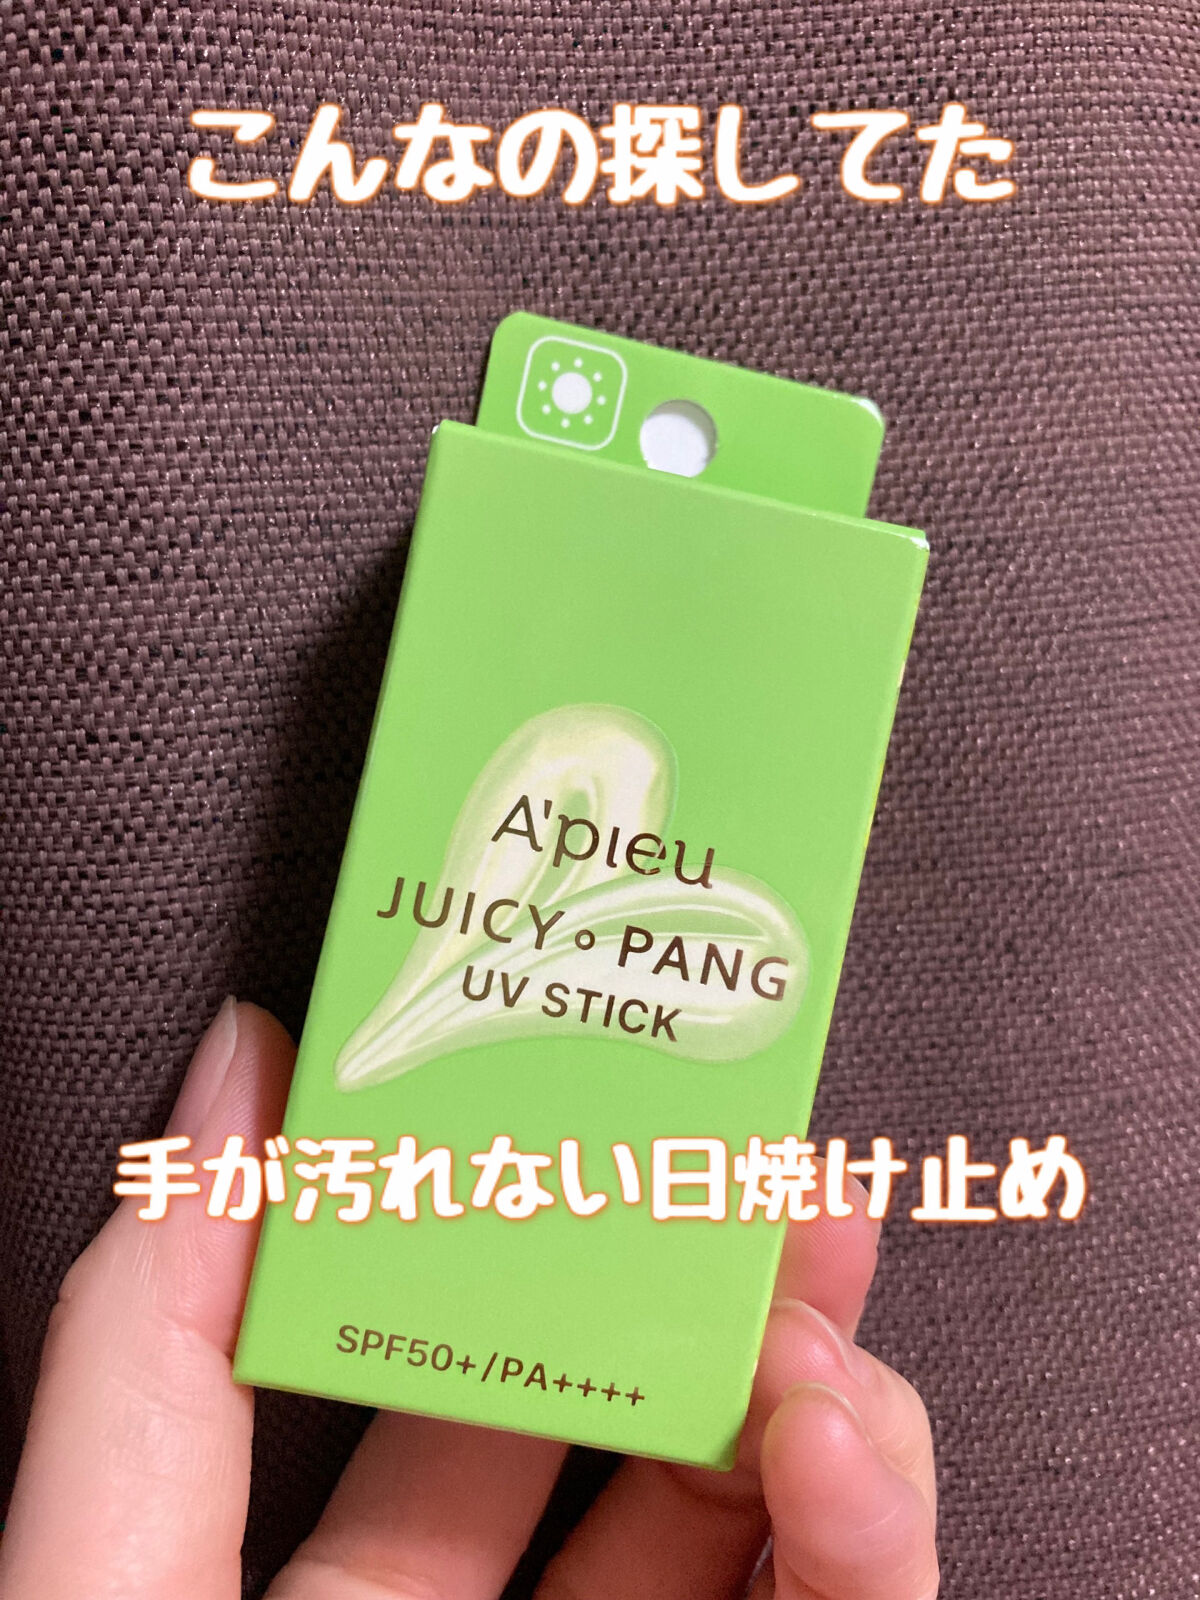 こんなの探してた
A'pieu
JUICY・PANG
UV STICK
手が汚れない日焼け止め
SPF50+/PA++++